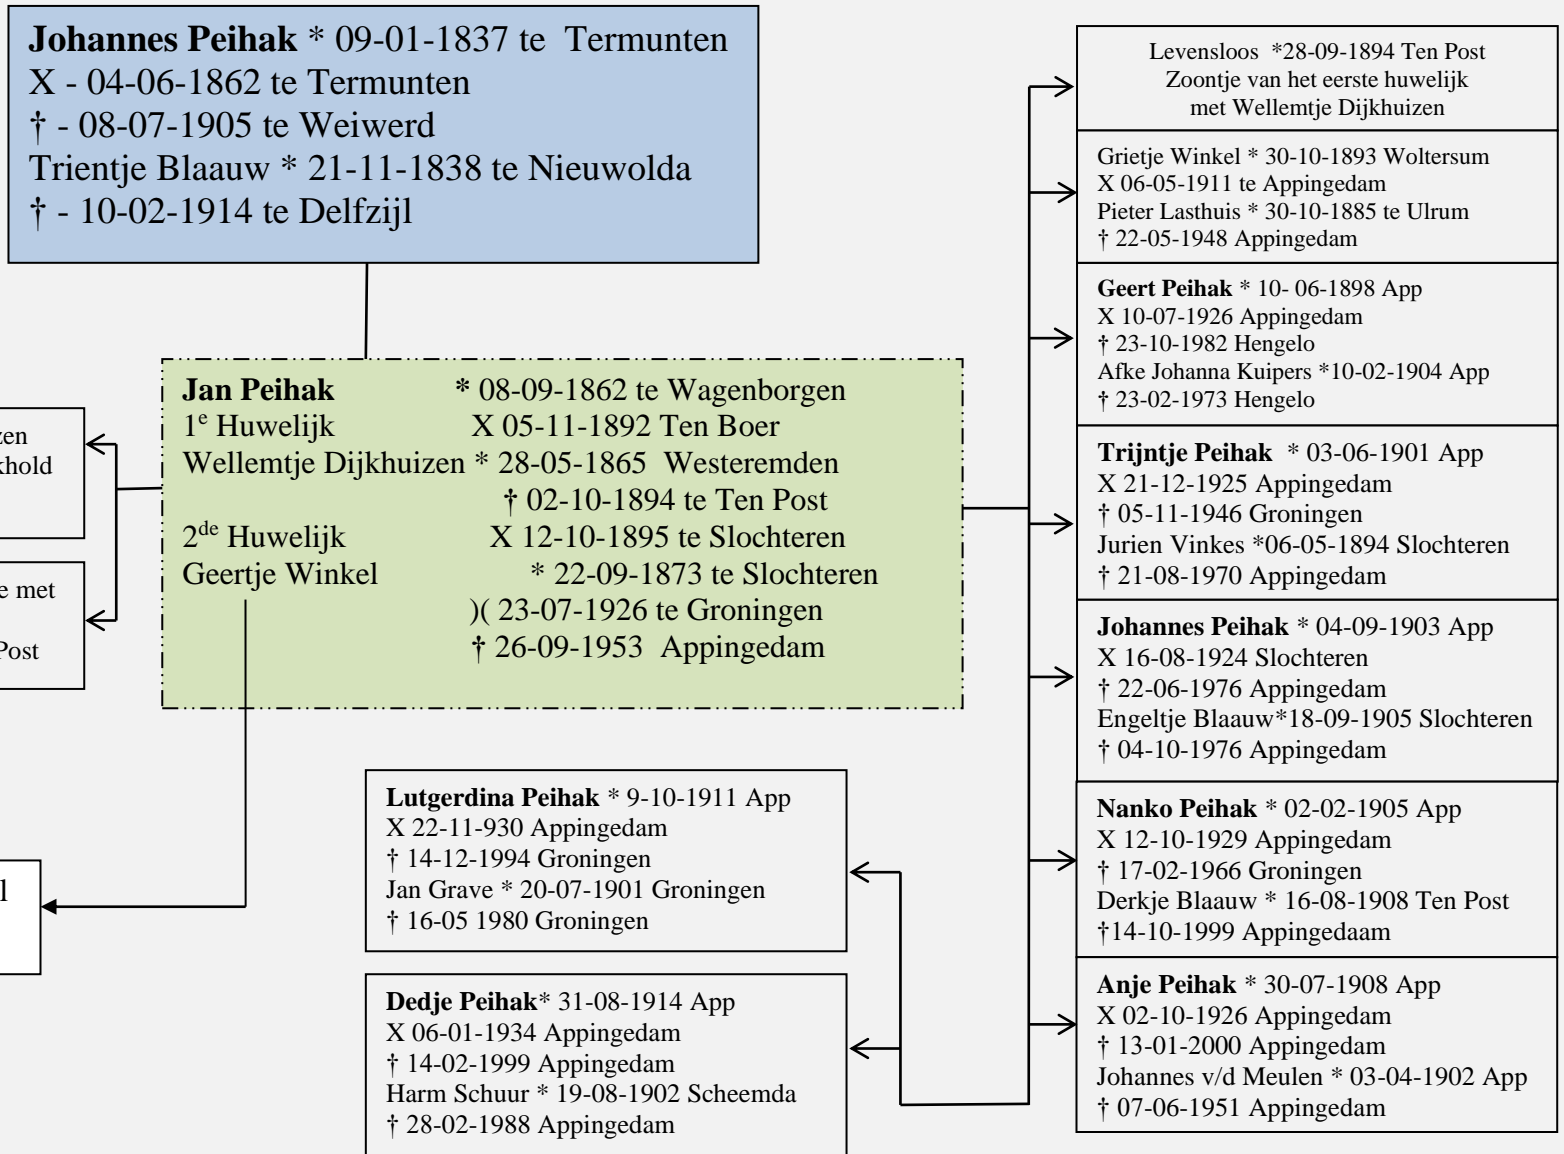 Johannes Peihak * 09-01-1837 te Termunten
X - 04-06-1862 te Termunten
† - 08-07-1905 te Weiwerd
Trientje Blaauw * 21-11-1838 te Nieuwolda
† - 10-02-1914 te Delfzijl
Jan Peihak * 08-09-1862 te Wagenborgen
1e Huwelijk X 05-11-1892 Ten Boer
Wellemtje Dijkhuizen * 28-05-1865 Westeremden
† 02-10-1894 te Ten Post
2de Huwelijk X 12-10-1895 te Slochteren
Geertje Winkel * 22-09-1873 te Slochteren
)( 23-07-1926 te Groningen
† 26-09-1953 Appingedam
zen
khold
e met
Post
l
Lutgerdina Peihak * 9-10-1911 App
X 22-11-930 Appingedam
† 14-12-1994 Groningen
Jan Grave * 20-07-1901 Groningen
† 16-05 1980 Groningen
Dedje Peihak* 31-08-1914 App
X 06-01-1934 Appingedam
† 14-02-1999 Appingedam
Harm Schuur * 19-08-1902 Scheemda
† 28-02-1988 Appingedam
Levensloos *28-09-1894 Ten Post
Zoontje van het eerste huwelijk
met Wellemtje Dijkhuizen
Grietje Winkel * 30-10-1893 Woltersum
X 06-05-1911 te Appingedam
Pieter Lasthuis * 30-10-1885 te Ulrum
† 22-05-1948 Appingedam
Geert Peihak * 10- 06-1898 App
X 10-07-1926 Appingedam
† 23-10-1982 Hengelo
Afke Johanna Kuipers *10-02-1904 App
† 23-02-1973 Hengelo
Trijntje Peihak * 03-06-1901 App
X 21-12-1925 Appingedam
† 05-11-1946 Groningen
Jurien Vinkes *06-05-1894 Slochteren
† 21-08-1970 Appingedam
Johannes Peihak * 04-09-1903 App
X 16-08-1924 Slochteren
† 22-06-1976 Appingedam
Engeltje Blaauw*18-09-1905 Slochteren
† 04-10-1976 Appingedam
Nanko Peihak * 02-02-1905 App
X 12-10-1929 Appingedam
† 17-02-1966 Groningen
Derkje Blaauw * 16-08-1908 Ten Post
†14-10-1999 Appingedaam
Anje Peihak * 30-07-1908 App
X 02-10-1926 Appingedam
† 13-01-2000 Appingedam
Johannes v/d Meulen * 03-04-1902 App
† 07-06-1951 Appingedam